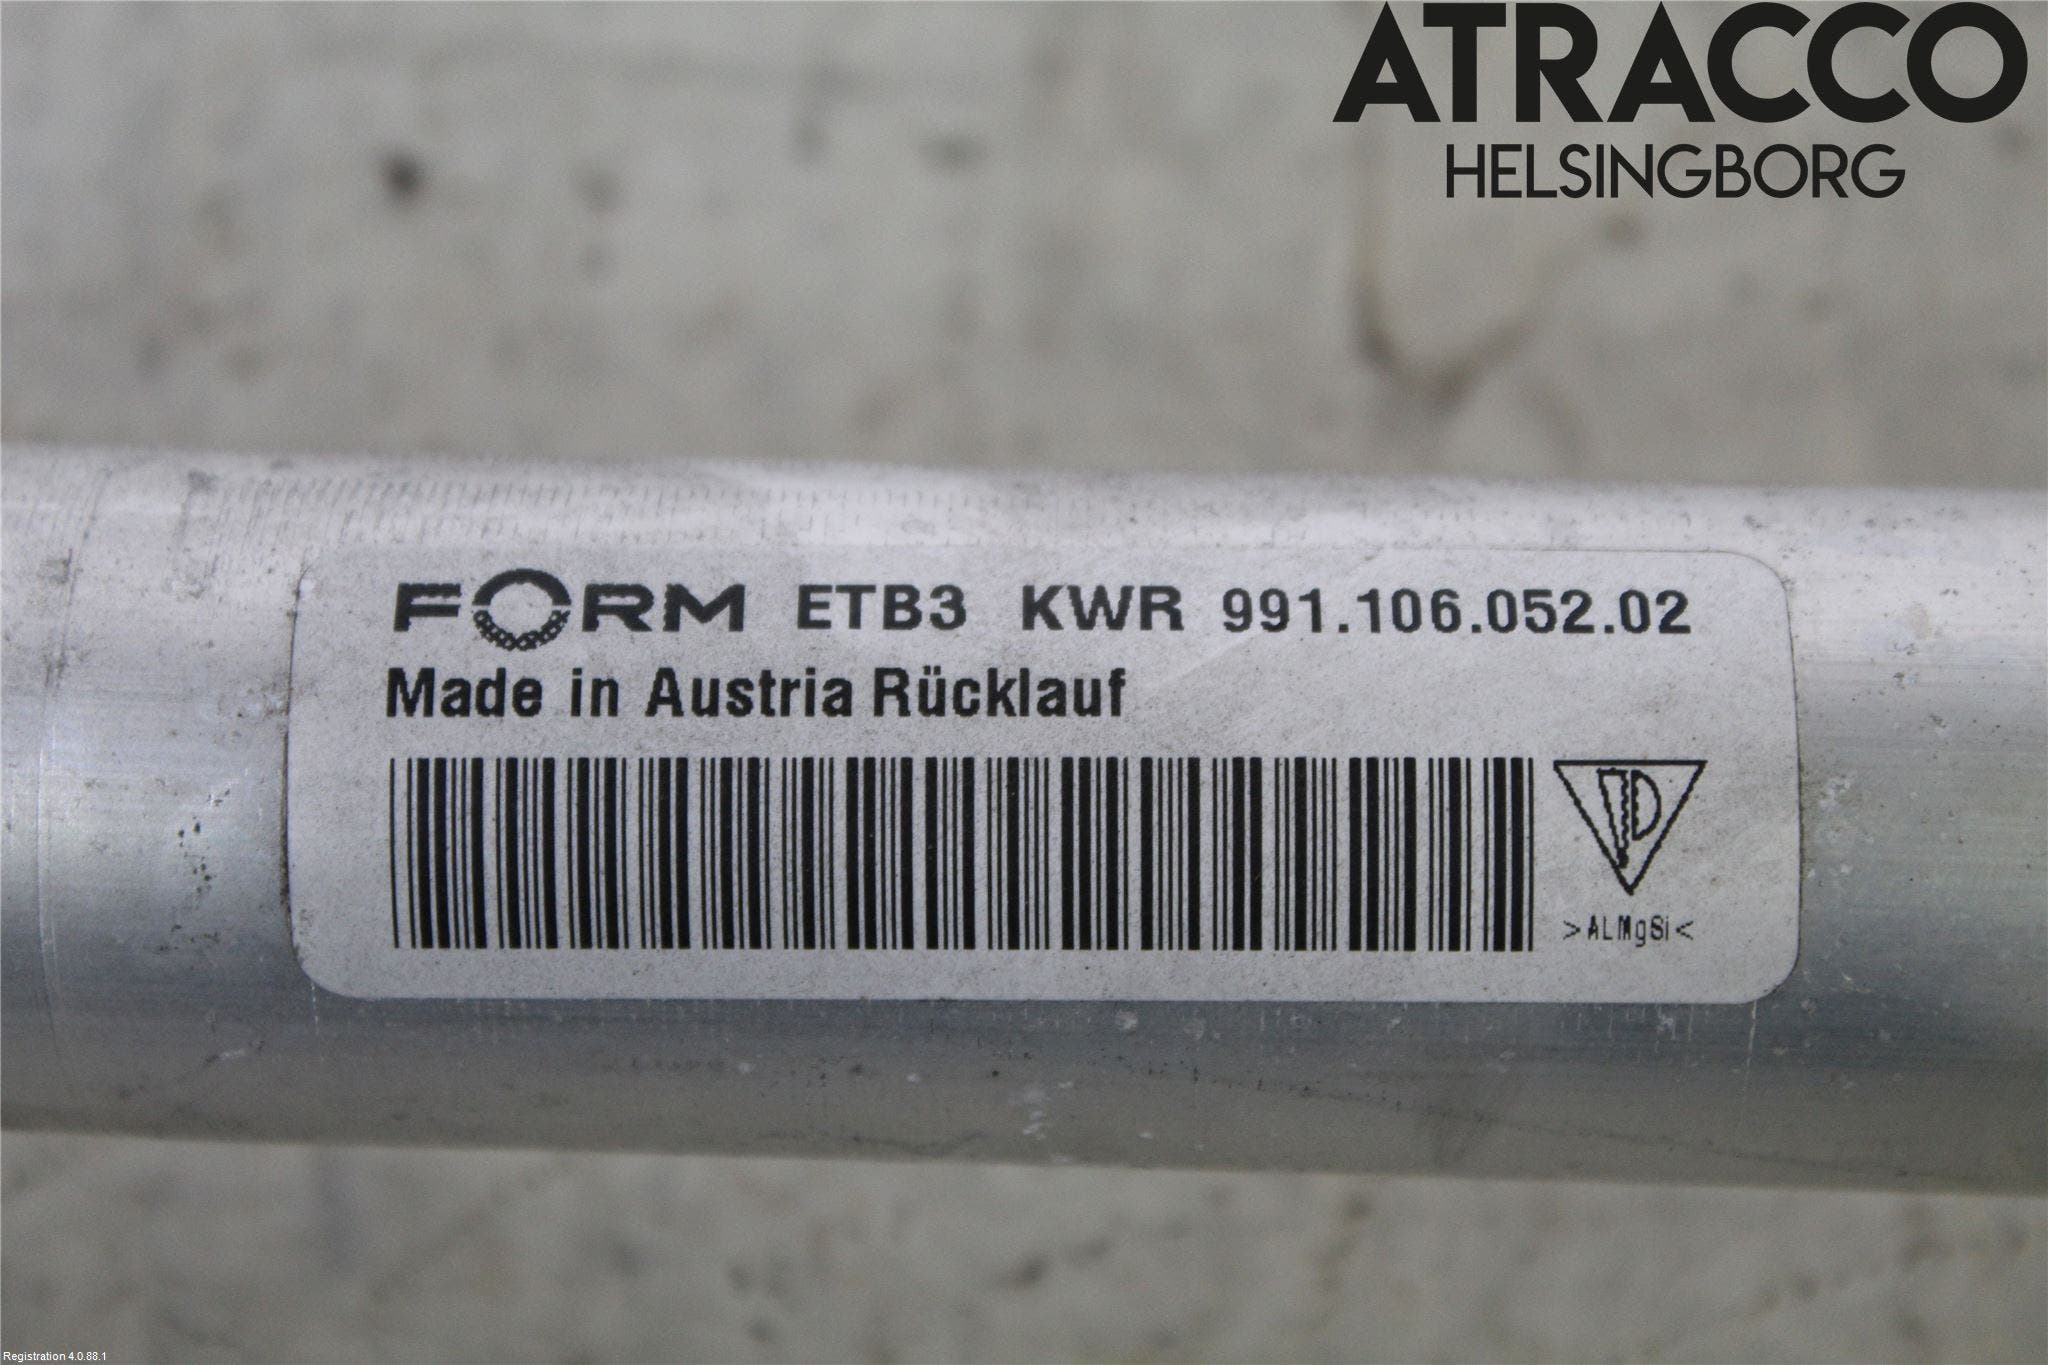 ATRACCO
HELSINGBORG
FORM ETB3 KWR 991.106.052.02
Made in Austria Rücklauf
>ALMgSi<
Registration 4.0.88.1